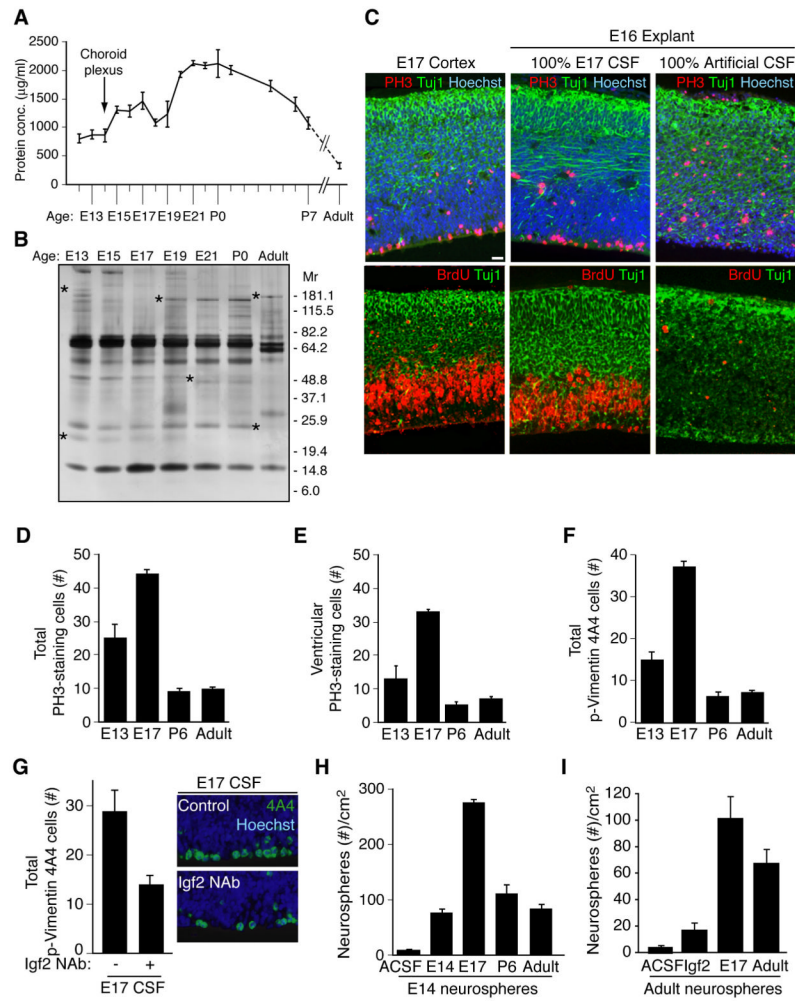 A
Protein conc. (µg/ml)
2500
2000
1500
1000
500
0
Choroid
plexus
Age: E13 E15 E17 E19 E21 P0 P7 Adult
B
Age: E13 E15 E17 E19 E21 P0 Adult
Mr
- 181.1
- 115.5
- 82.2
- 64.2
- 48.8
- 37.1
- 25.9
- 19.4
- 14.8
- 6.0
* * * * * *
C
E16 Explant
E17 Cortex 100% E17 CSF 100% Artificial CSF
PH3 Tuj1 Hoechst PH3 Tuj1 Hoechst PH3 Tuj1 Hoechst
BrdU Tuj1 BrdU Tuj1 BrdU Tuj1
D
Total
PH3-staining cells (#)
50
40
30
20
10
0
E13 E17 P6 Adult
E
Ventricular
PH3-staining cells (#)
50
40
30
20
10
0
E13 E17 P6 Adult
F
Total
p-Vimentin 4A4 cells (#)
40
30
20
10
0
E13 E17 P6 Adult
G
Total
p-Vimentin 4A4 cells (#)
30
20
10
0
Igf2 NAb: - +
E17 CSF
E17 CSF
Control 4A4
Hoechst
Igf2 NAb
H
Neurospheres (#)/cm2
300
200
100
0
ACSF E14 E17 P6 Adult
E14 neurospheres
I
Neurospheres (#)/cm2
120
100
80
60
40
20
0
ACSF Igf2 E17 Adult
Adult neurospheres